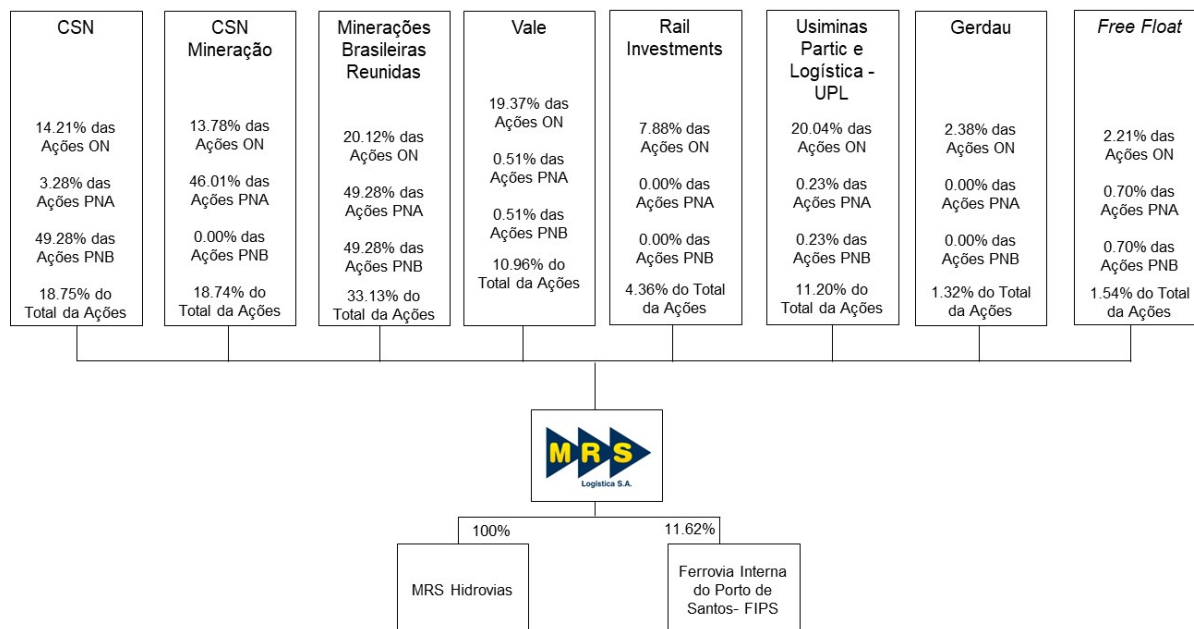 CSN
14.21% das
Ações ON
3.28% das
Ações PNA
49.28% das
Ações PNB
18.75% do
Total da Ações
CSN
Mineração
13.78% das
Ações ON
46.01% das
Ações PNA
0.00% das
Ações PNB
18.74% do
Total da Ações
Minerações
Brasileiras
Reunidas
20.12% das
Ações ON
49.28% das
Ações PNA
49.28% das
Ações PNB
33.13% do
Total da Ações
Vale
19.37% das
Ações ON
0.51% das
Ações PNA
0.51% das
Ações PNB
10.96% do
Total da Ações
Rail
Investments
7.88% das
Ações ON
0.00% das
Ações PNA
0.00% das
Ações PNB
4.36% do Total
da Ações
Usiminas
Partic e
Logística -
UPL
20.04% das
Ações ON
0.23% das
Ações PNA
0.23% das
Ações PNB
11.20% do
Total da Ações
Gerdau
2.38% das
Ações ON
0.00% das
Ações PNA
0.00% das
Ações PNB
1.32% do Total
da Ações
Free Float
2.21% das
Ações ON
0.70% das
Ações PNA
0.70% das
Ações PNB
1.54% do Total
da Ações
MRS
Logística S.A.
100%
11.62%
MRS Hidrovias
Ferrovia Interna
do Porto de
Santos- FIPS